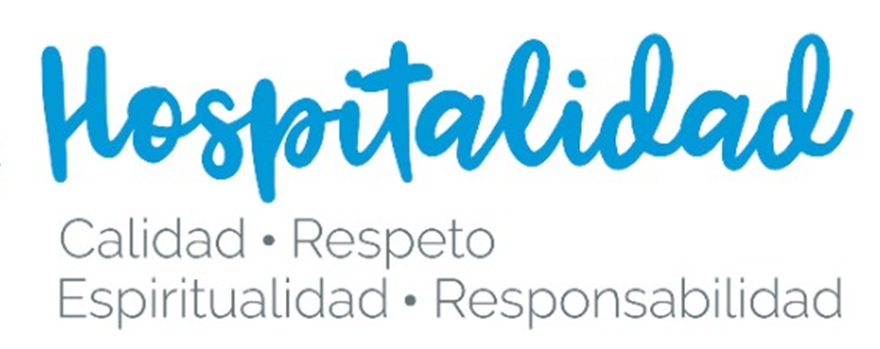 Hospitalidad
Calidad • Respeto
Espiritualidad • Responsabilidad